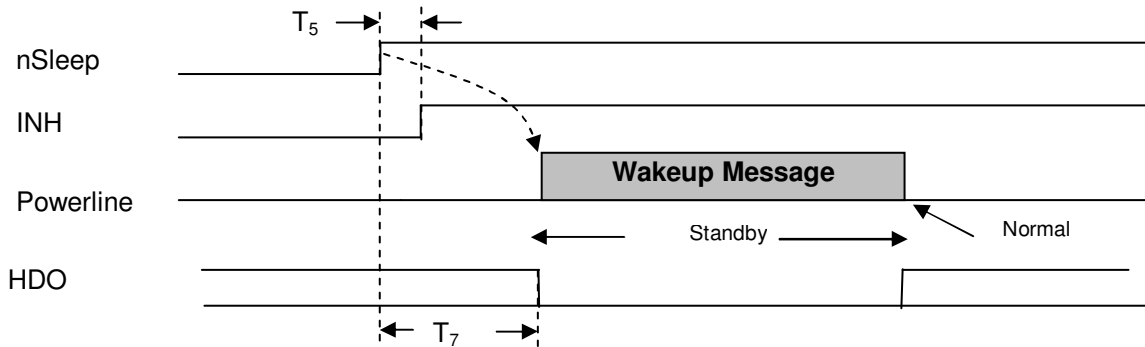 T5
nSleep
INH
Wakeup Message
Powerline
Standby
Normal
HDO
T7